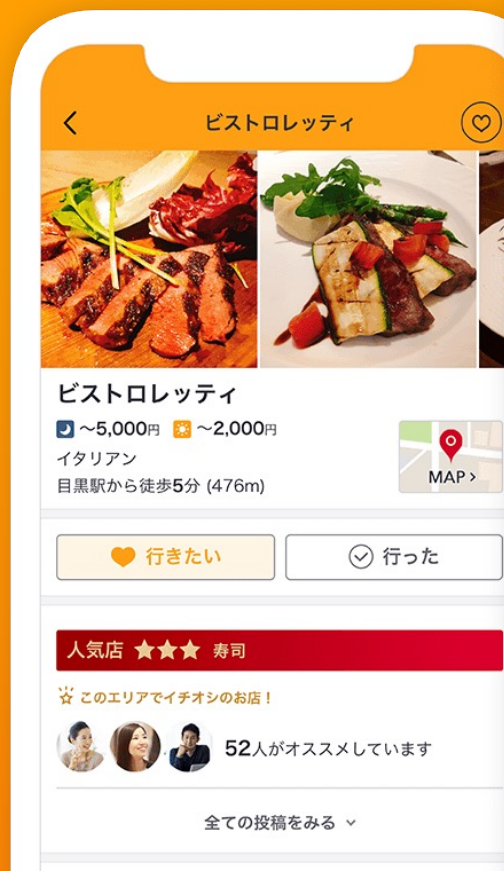 ビストロレッティ
ビストロレッティ
〜5,000円 〜2,000円
イタリアン
目黒駅から徒歩5分 (476m)
MAP
行きたい
行った
人気店 ★★★ 寿司
このエリアでイチオシのお店！
52人がオススメしています
全ての投稿をみる